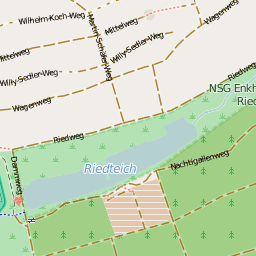 Wilhelm-Koch-Weg
Martin-Schäfer-Weg
Mittelweg
Wagenweg
Mittelweg
Willy-Sedler-Weg
Willy-Sedler-Weg
Riedweg
NSG Enkh
Ried
Wagenweg
Riedweg
Nachtigallenweg
Riedteich
Dammweg